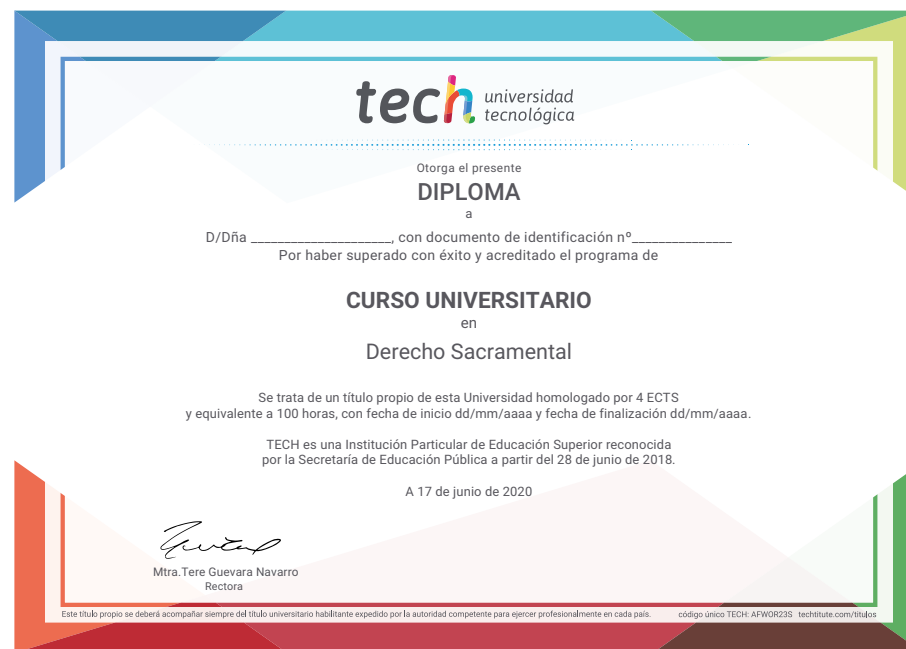 tech universidad
tecnológica
Otorga el presente
DIPLOMA
a
D/Dña _____________________, con documento de identificación nº_______________
Por haber superado con éxito y acreditado el programa de
CURSO UNIVERSITARIO
en
Derecho Sacramental
Se trata de un título propio de esta Universidad homologado por 4 ECTS
y equivalente a 100 horas, con fecha de inicio dd/mm/aaaa y fecha de finalización dd/mm/aaaa.
TECH es una Institución Particular de Educación Superior reconocida
por la Secretaría de Educación Pública a partir del 28 de junio de 2018.
A 17 de junio de 2020
Mtra.Tere Guevara Navarro
Rectora
Este título propio se deberá acompañar siempre del título universitario habilitante expedido por la autoridad competente para ejercer profesionalmente en cada país. código único TECH: AFWOR23S techtitute.com/titulos